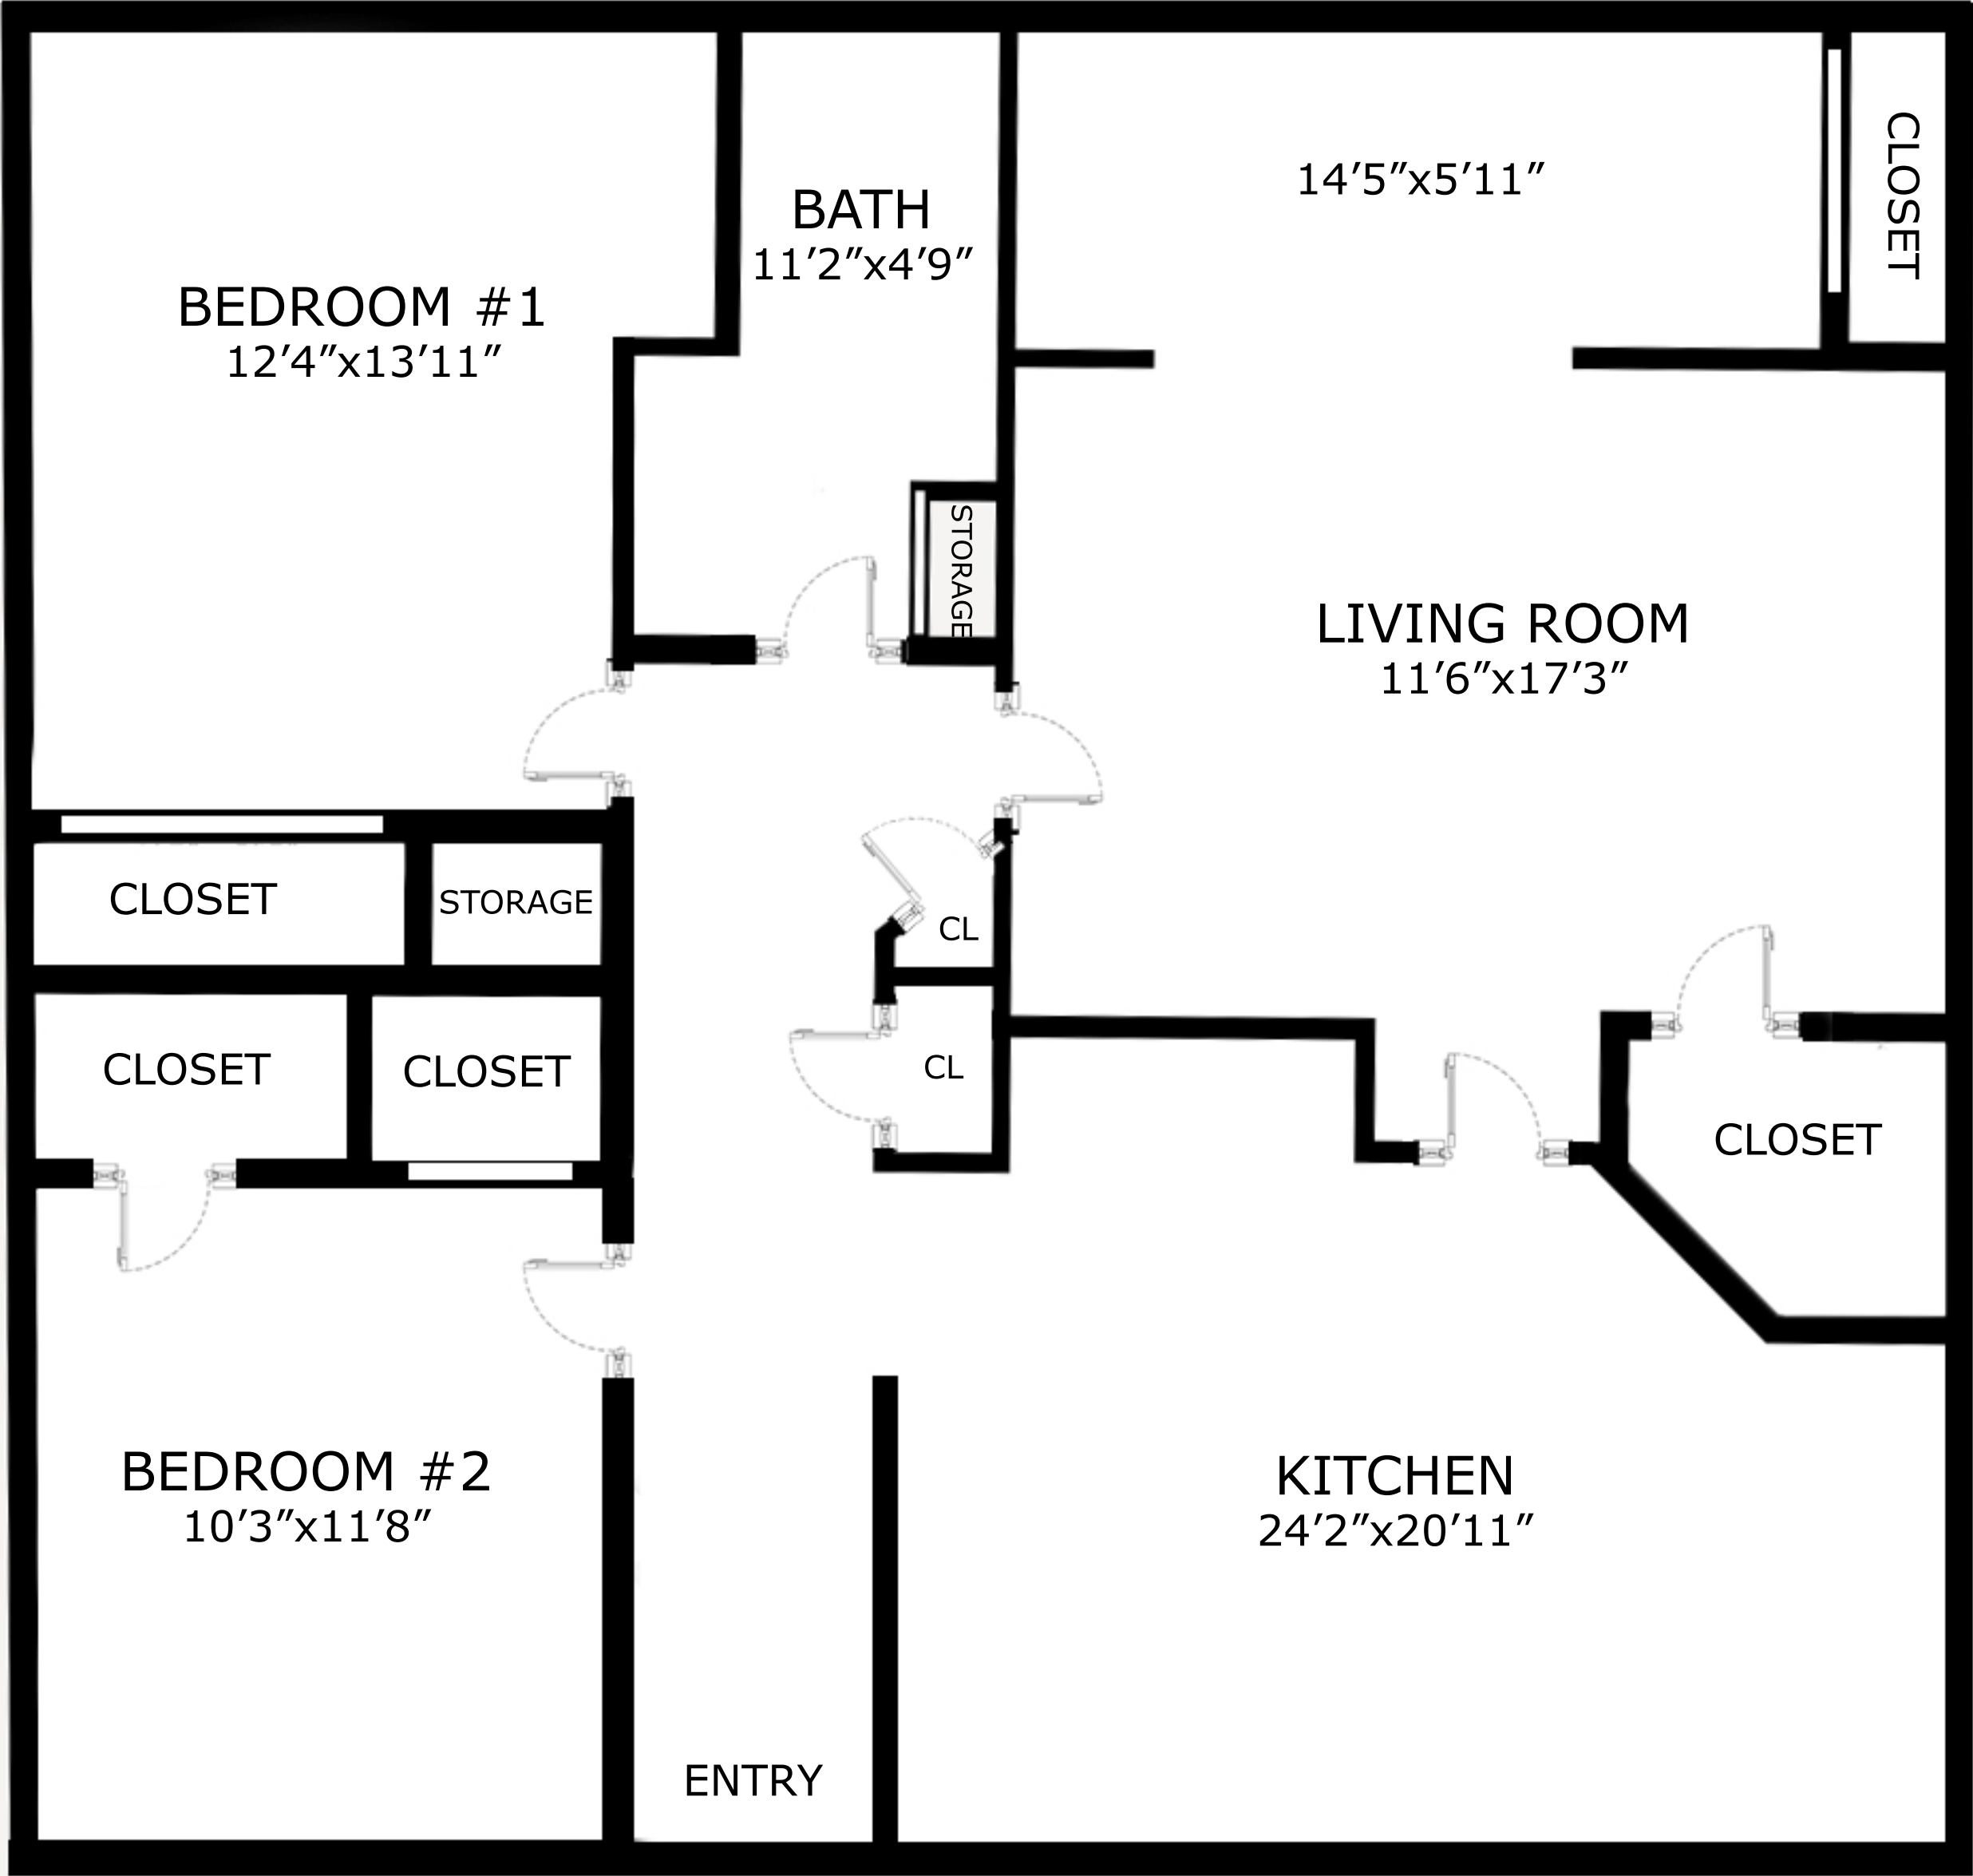 BEDROOM #1
12’4”x13’11”
BATH
11’2”x4’9”
14’5”x5’11”
CLOSET
STORAGE
LIVING ROOM
11’6”x17’3”
CLOSET
STORAGE
CL
CLOSET
CLOSET
CL
CLOSET
BEDROOM #2
10’3”x11’8”
KITCHEN
24’2”x20’11”
ENTRY